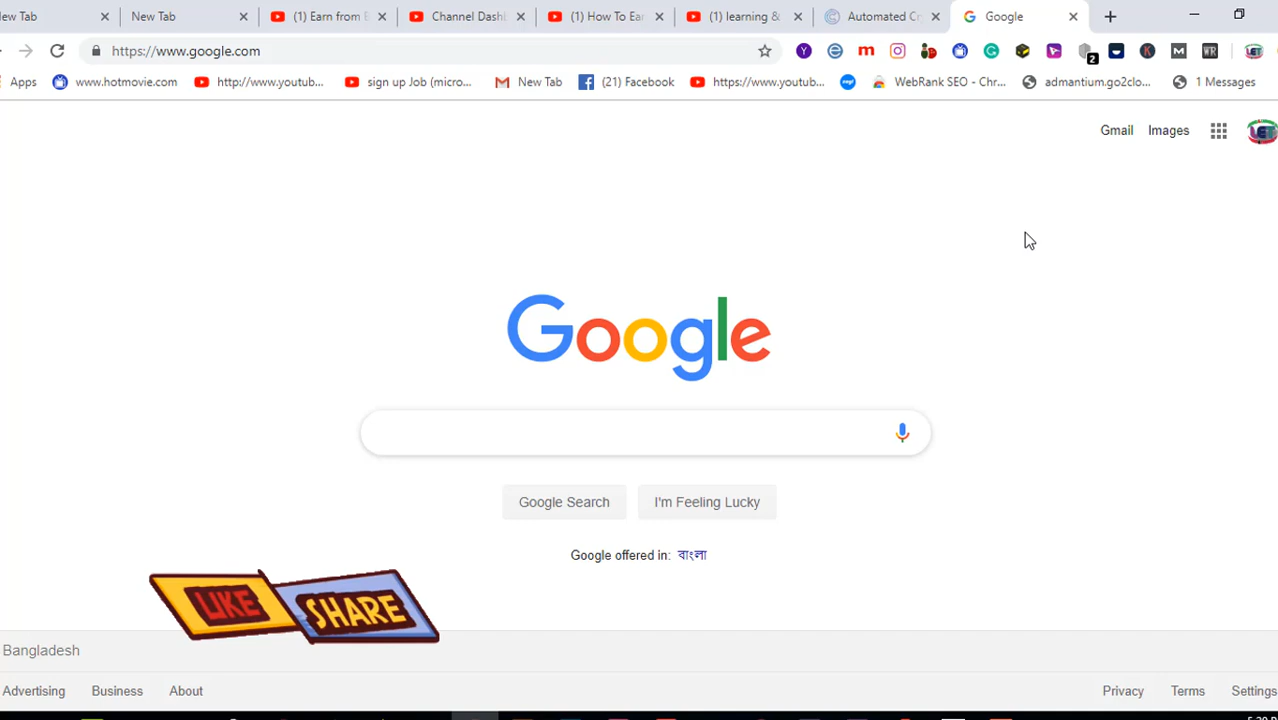 New Tab
New Tab
(1) Earn from
Channel Dash
(1) How To Ear
(1) learning &
Automated C
Google
https://www.google.com
Apps
www.hotmovie.com
http://www.youtub...
sign up Job (micro...
New Tab
(21) Facebook
https://www.youtub...
WebRank SEO - Chr...
admantium.go2clo...
1 Messages
Gmail
Images
Google
Google Search
I'm Feeling Lucky
Google offered in: বাংলা
LIKE
SHARE
Bangladesh
Advertising
Business
About
Privacy
Terms
Settings